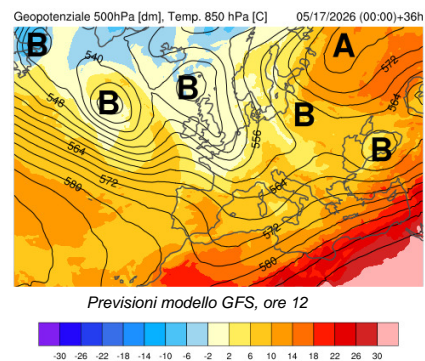 Geopotenziale 500hPa [dm], Temp. 850 hPa [C] 05/17/2026 (00:00)+36h
B A
540 572
B B
548 564
B
556
B
564
572
580 564
572
580
Previsioni modello GFS, ore 12
-30 -26 -22 -18 -14 -10 -6 -2 2 6 10 14 18 22 26 30